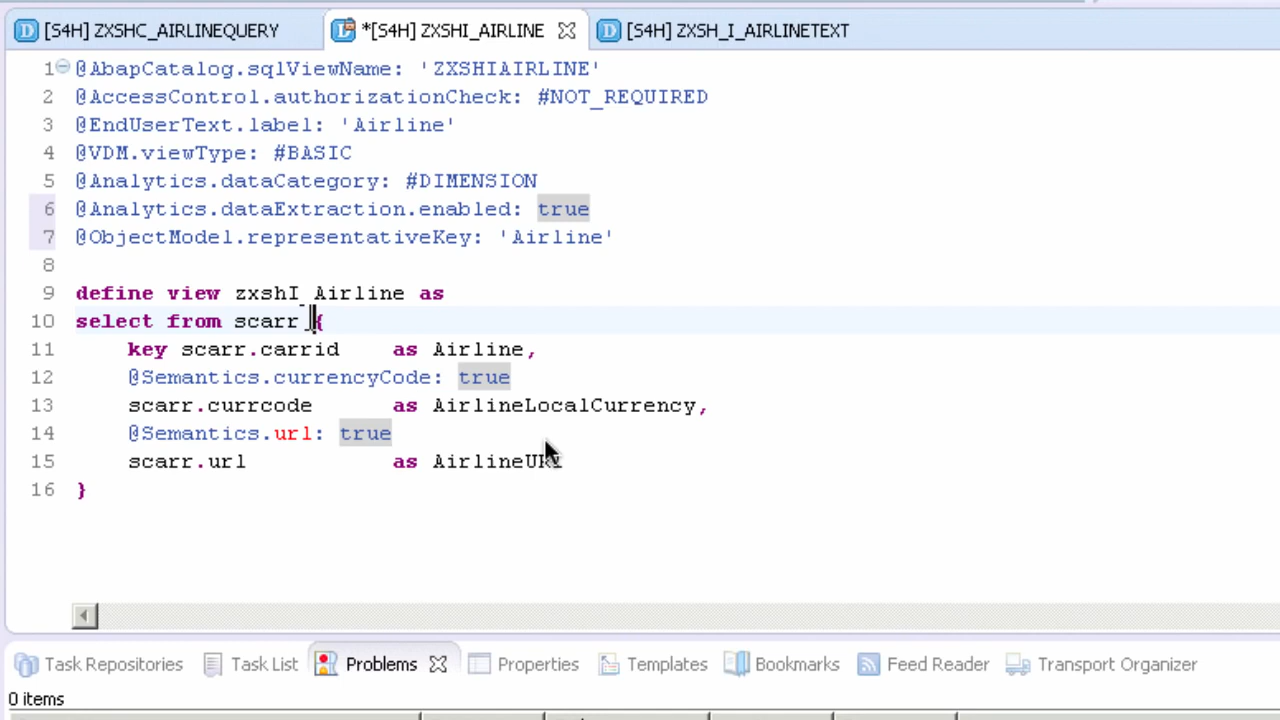 [S4H] ZXSHC_AIRLINEQUERY *[S4H] ZXSHI_AIRLINE [S4H] ZXSH_I_AIRLINETEXT
1 @AbapCatalog.sqlViewName: 'ZXSHIAIRLINE'
2 @AccessControl.authorizationCheck: #NOT_REQUIRED
3 @EndUserText.label: 'Airline'
4 @VDM.viewType: #BASIC
5 @Analytics.dataCategory: #DIMENSION
6 @Analytics.dataExtraction.enabled: true
7 @ObjectModel.representativeKey: 'Airline'
8
9 define view zxshI_Airline as
10 select from scarr {
11 key scarr.carrid as Airline,
12 @Semantics.currencyCode: true
13 scarr.currcode as AirlineLocalCurrency,
14 @Semantics.url: true
15 scarr.url as AirlineURL
16 }
Task Repositories Task List Problems Properties Templates Bookmarks Feed Reader Transport Organizer
0 items